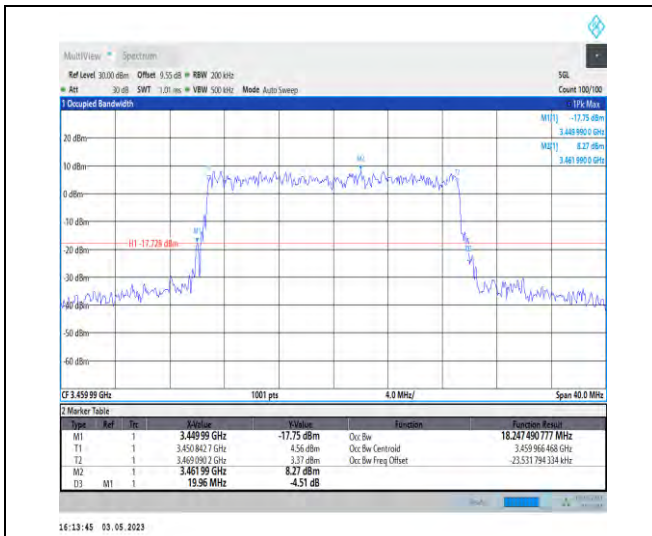 MultiView Spectrum
Ref Level 30.00 dBm Offset 9.55 dB RBW 200 kHz SGL
Att 30 dB SWT 1.01 ms VBW 500 kHz Mode Auto Sweep Count 100/100
1 Occupied Bandwidth 1Pk Max
M1[1] -17.75 dBm
3.449 990 0 GHz
M2[1] 8.27 dBm
3.461 990 0 GHz
20 dBm
10 dBm
0 dBm
-10 dBm
H1 -17.728 dBm
-20 dBm
-30 dBm
-40 dBm
-50 dBm
-60 dBm
M2
M1
CF 3.459 99 GHz 1001 pts 4.0 MHz/ Span 40.0 MHz
2 Marker Table
Type Ref Trc X-Value Y-Value Function Function Result
M1 1 3.449 99 GHz -17.75 dBm Occ Bw 18.247 490 777 MHz
T1 1 3.450 842 7 GHz 4.56 dBm Occ Bw Centroid 3.459 966 468 GHz
T2 1 3.469 090 2 GHz 3.37 dBm Occ Bw Freq Offset -23.531 794 334 kHz
M2 1 3.461 99 GHz 8.27 dBm
D3 M1 1 19.96 MHz -4.51 dB
16:13:45 03.05.2023